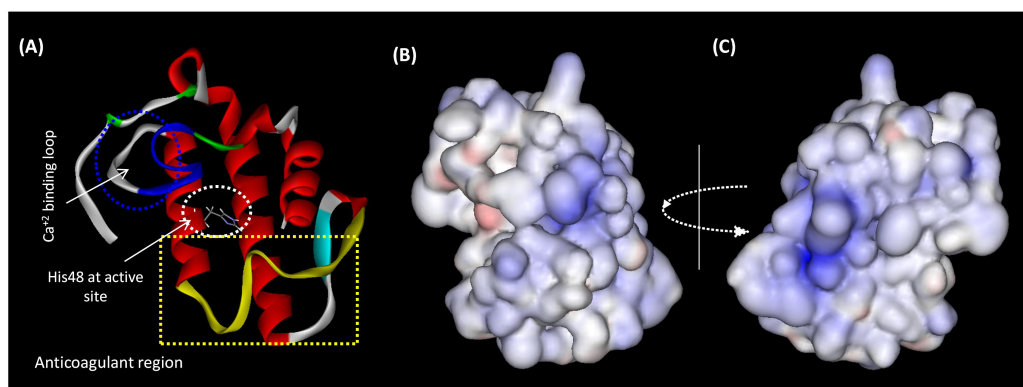 (A)
(B)
(C)
Ca⁺² binding loop
His48 at active
site
Anticoagulant region